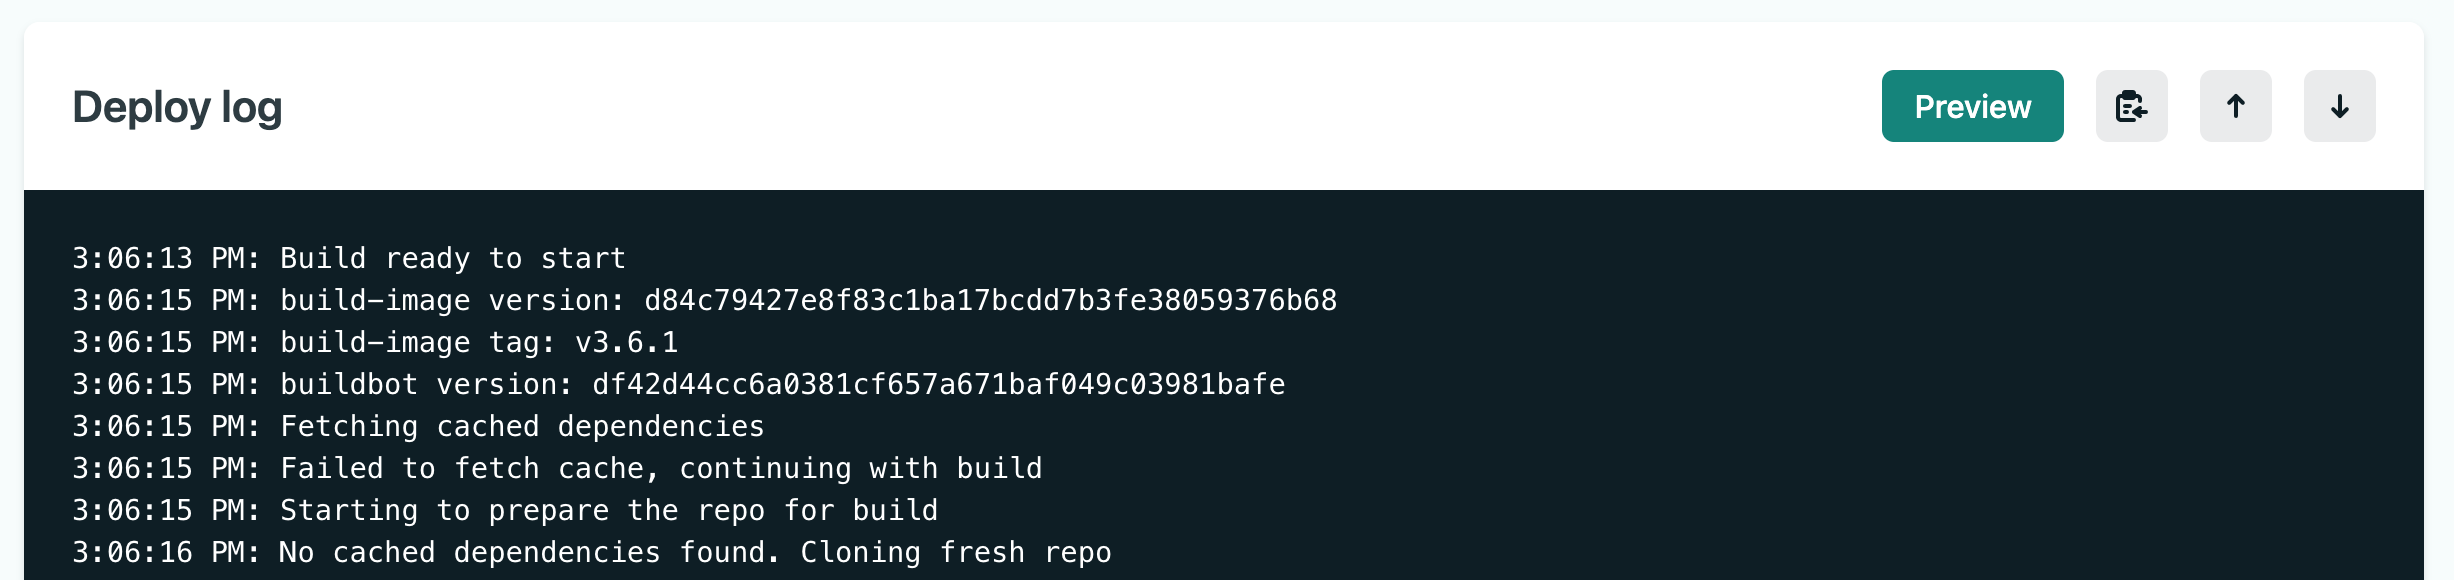 Deploy log
Preview
3:06:13 PM: Build ready to start
3:06:15 PM: build-image version: d84c79427e8f83c1ba17bcdd7b3fe38059376b68
3:06:15 PM: build-image tag: v3.6.1
3:06:15 PM: buildbot version: df42d44cc6a0381cf657a671baf049c03981bafe
3:06:15 PM: Fetching cached dependencies
3:06:15 PM: Failed to fetch cache, continuing with build
3:06:15 PM: Starting to prepare the repo for build
3:06:16 PM: No cached dependencies found. Cloning fresh repo